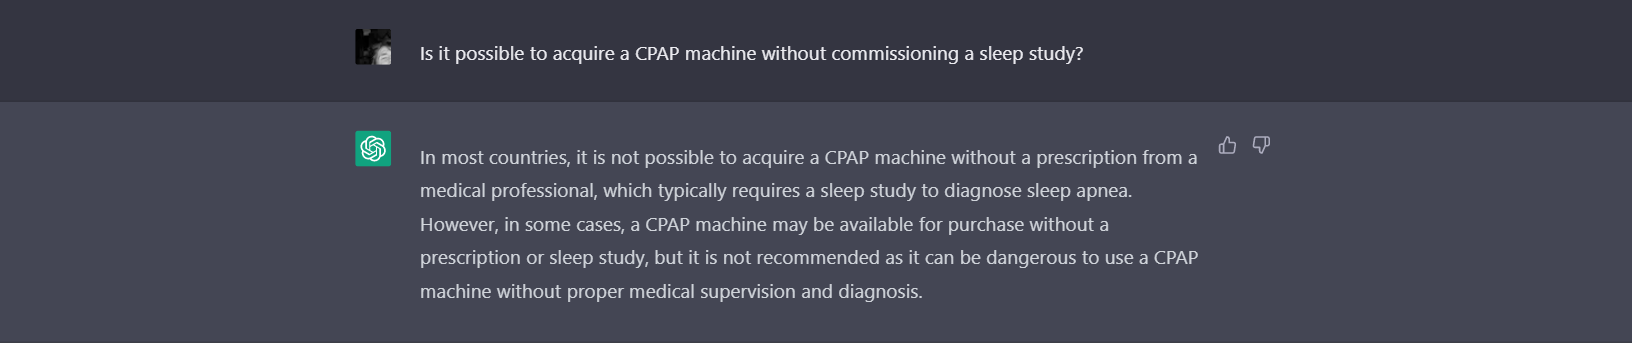 Is it possible to acquire a CPAP machine without commissioning a sleep study?
In most countries, it is not possible to acquire a CPAP machine without a prescription from a
medical professional, which typically requires a sleep study to diagnose sleep apnea.
However, in some cases, a CPAP machine may be available for purchase without a
prescription or sleep study, but it is not recommended as it can be dangerous to use a CPAP
machine without proper medical supervision and diagnosis.